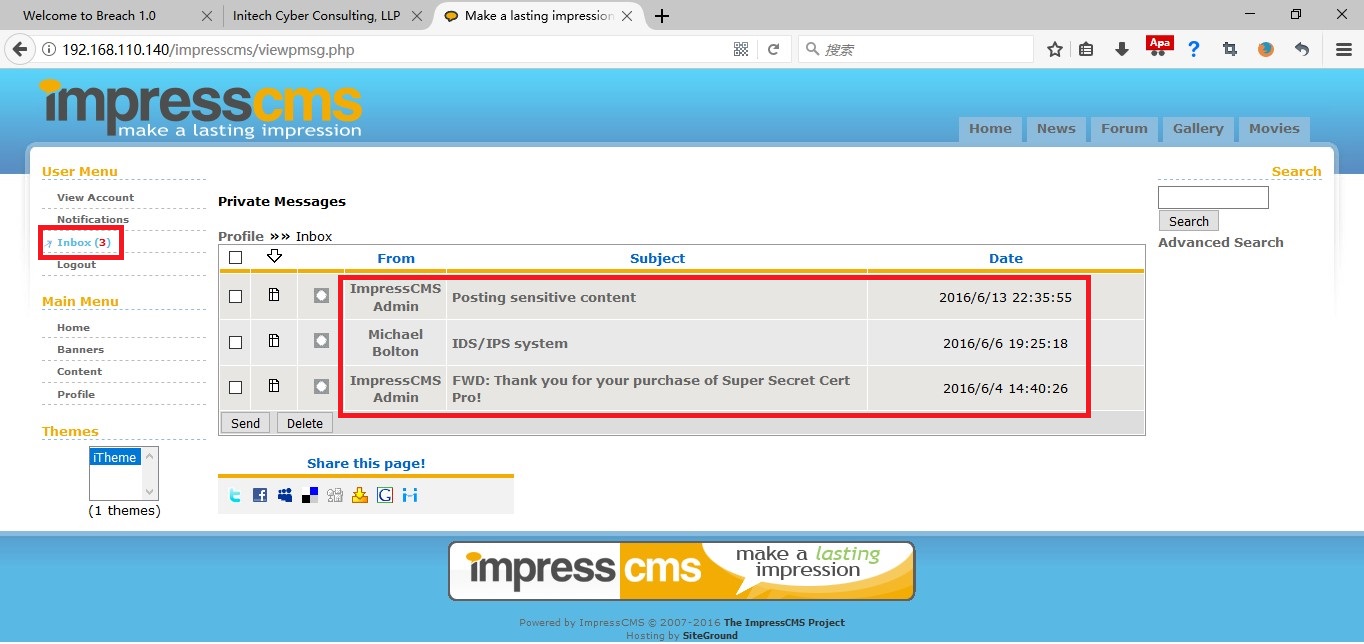 Welcome to Breach 1.0
Initech Cyber Consulting, LLP
Make a lasting impression
192.168.110.140/impresscms/viewpmsg.php
搜索
Apa
impresscms
make a lasting impression
Home
News
Forum
Gallery
Movies
User Menu
View Account
Notifications
Inbox (3)
Logout
Main Menu
Home
Banners
Content
Profile
Themes
iTheme
(1 themes)
Private Messages
Profile »» Inbox
From Subject Date
ImpressCMS Admin Posting sensitive content 2016/6/13 22:35:55
Michael Bolton IDS/IPS system 2016/6/6 19:25:18
ImpressCMS Admin FWD: Thank you for your purchase of Super Secret Cert Pro! 2016/6/4 14:40:26
Send Delete
Share this page!
Search
Search
Advanced Search
impresscms
make a lasting
impression
Powered by ImpressCMS © 2007-2016 The ImpressCMS Project
Hosting by SiteGround